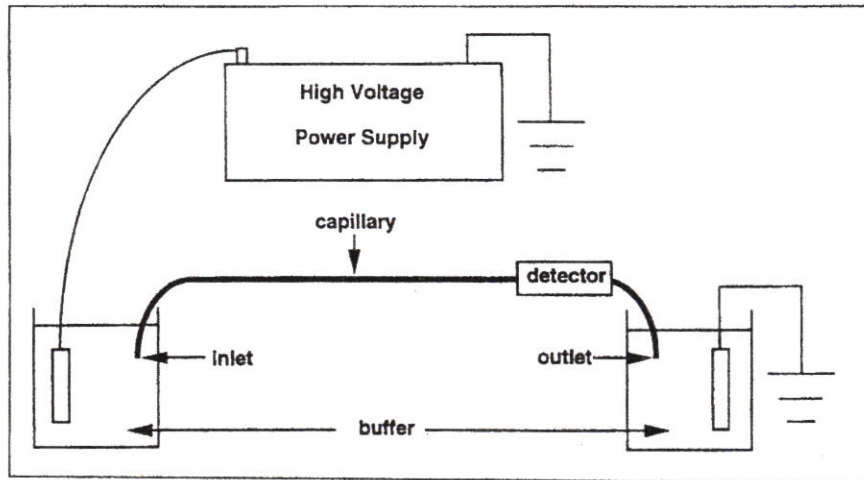 High Voltage
Power Supply
capillary
detector
inlet
outlet
buffer